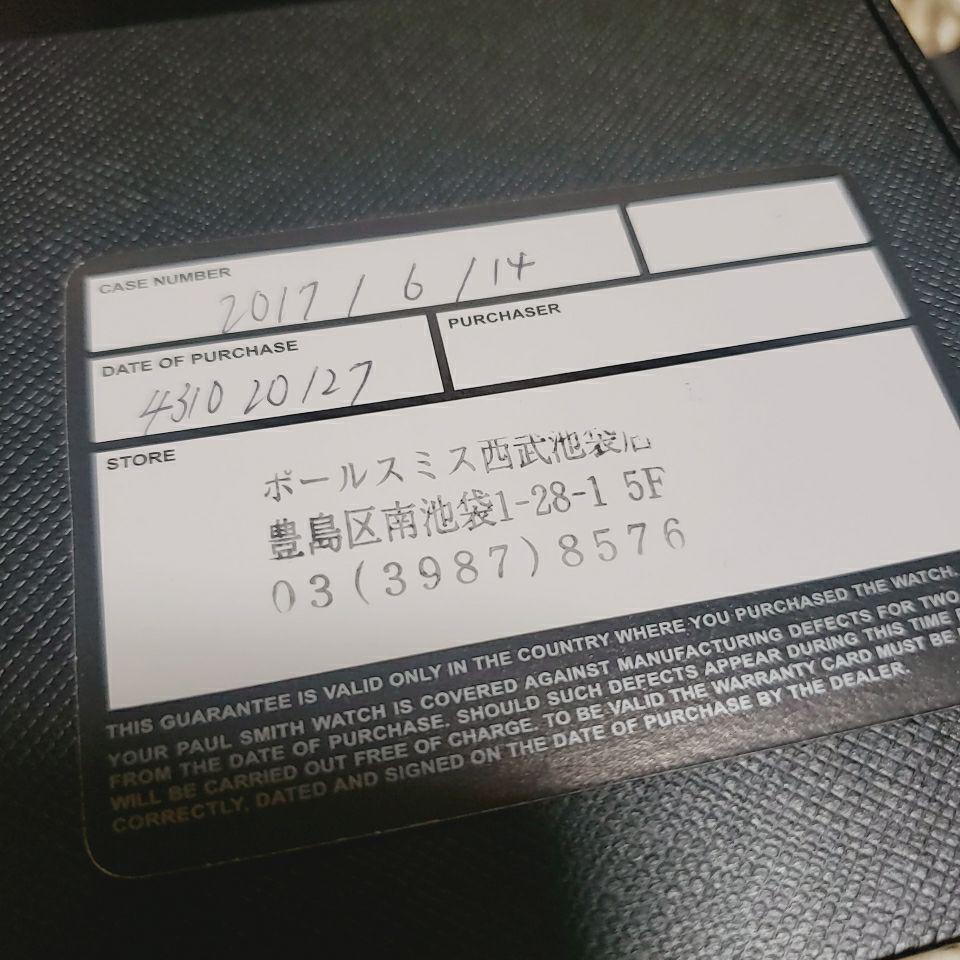 CASE NUMBER
2017 / 6 / 14
DATE OF PURCHASE
PURCHASER
431020127
STORE
ポールスミス西武池袋店
豊島区南池袋1-28-1 5F
03(3987)8576
THIS GUARANTEE IS VALID ONLY IN THE COUNTRY WHERE YOU PURCHASED THE WATCH.
YOUR PAUL SMITH WATCH IS COVERED AGAINST MANUFACTURING DEFECTS FOR TWO
FROM THE DATE OF PURCHASE. SHOULD SUCH DEFECTS APPEAR DURING THIS TIME
WILL BE CARRIED OUT FREE OF CHARGE. TO BE VALID THE WARRANTY CARD MUST BE
CORRECTLY, DATED AND SIGNED ON THE DATE OF PURCHASE BY THE DEALER.